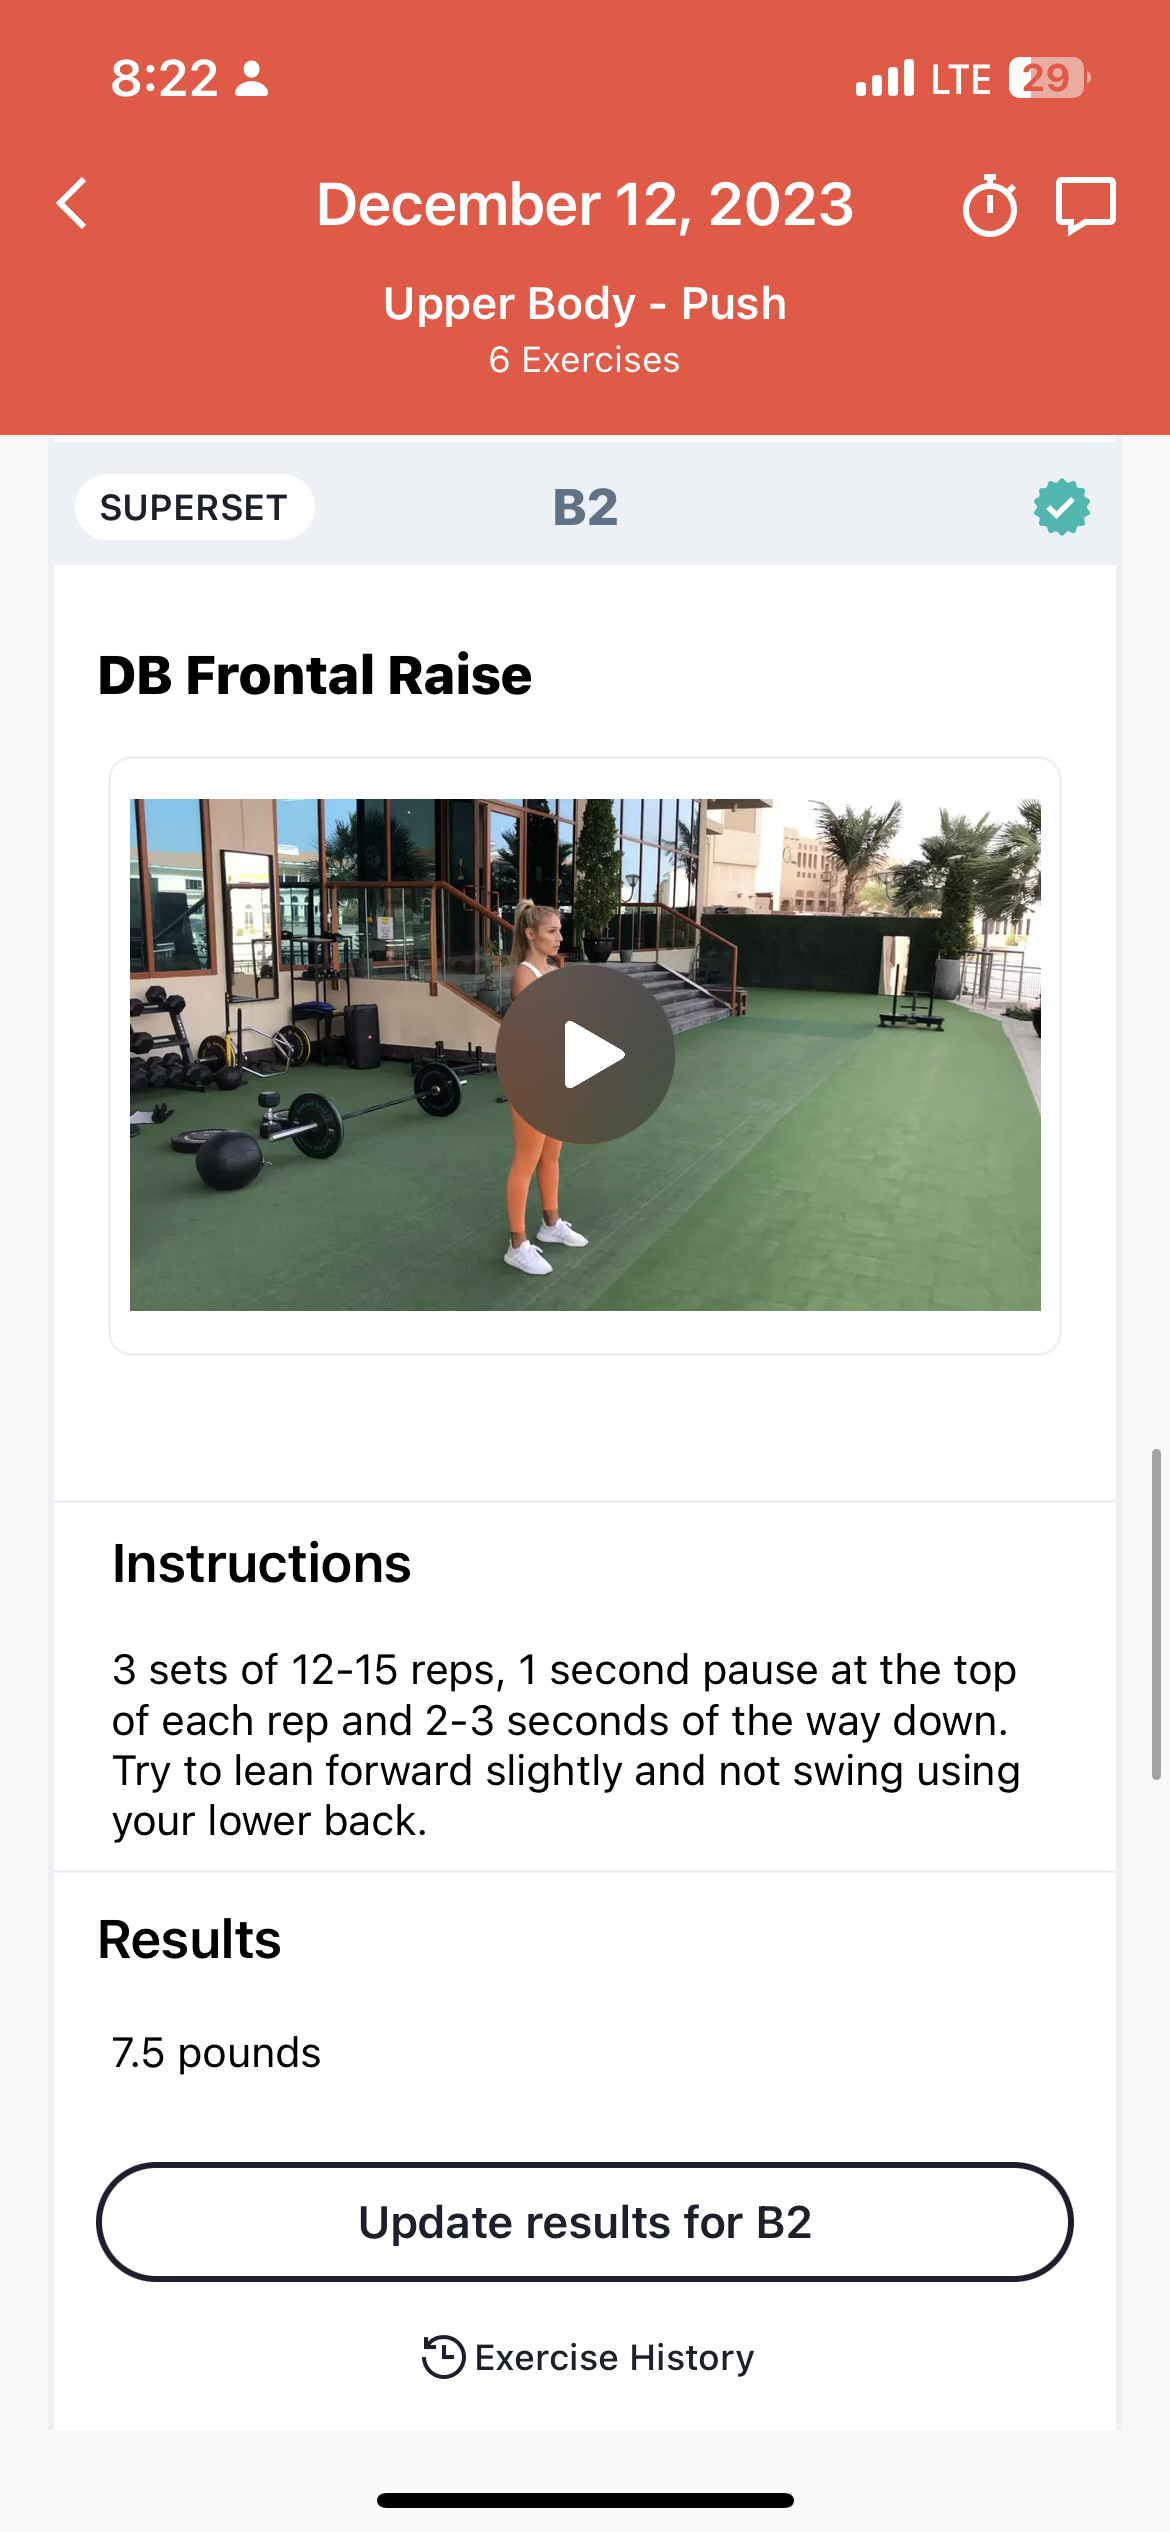 8:22
LTE 29
December 12, 2023
Upper Body - Push
6 Exercises
SUPERSET
B2
DB Frontal Raise
Instructions
3 sets of 12-15 reps, 1 second pause at the top
of each rep and 2-3 seconds of the way down.
Try to lean forward slightly and not swing using
your lower back.
Results
7.5 pounds
Update results for B2
Exercise History